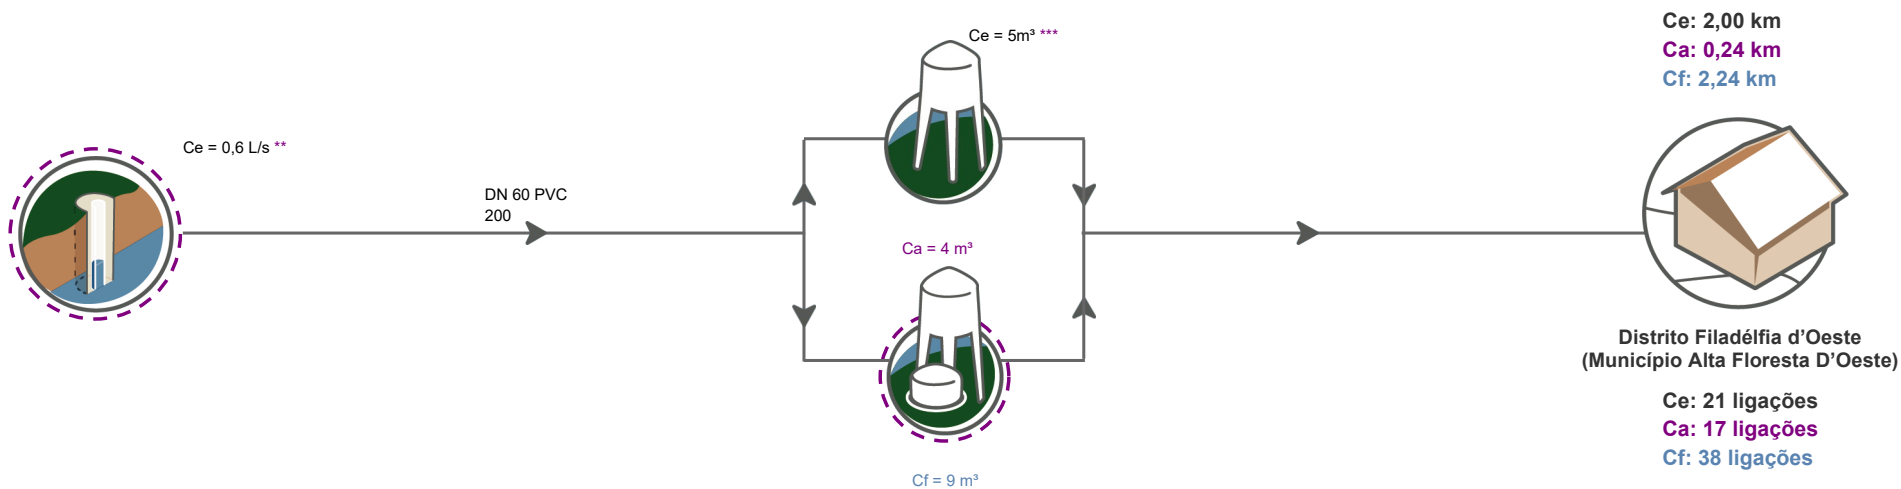 Ce = 0,6 L/s **
DN 60 PVC
200
Ce = 5m³ ***
Ca = 4 m³
Cf = 9 m³
Ce: 2,00 km
Ca: 0,24 km
Cf: 2,24 km
Distrito Filadélfia d'Oeste
(Município Alta Floresta D'Oeste)
Ce: 21 ligações
Ca: 17 ligações
Cf: 38 ligações